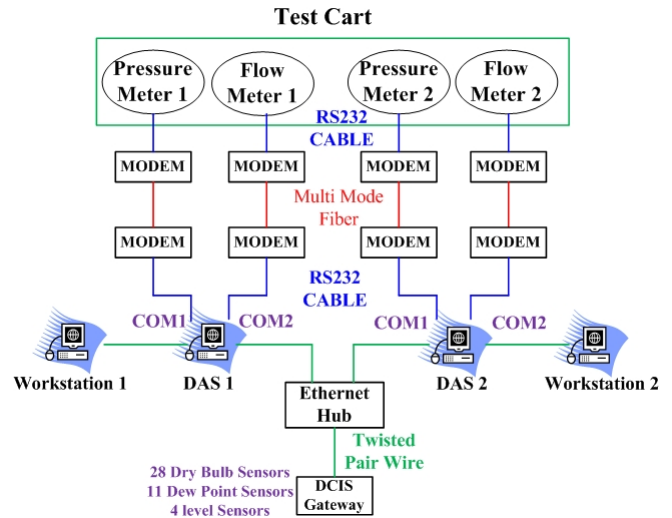 Test Cart
Pressure
Meter 1
Flow
Meter 1
Pressure
Meter 2
Flow
Meter 2
RS232
CABLE
MODEM
MODEM
MODEM
MODEM
Multi Mode
Fiber
MODEM
MODEM
MODEM
MODEM
RS232
CABLE
COM1
COM2
COM1
COM2
Workstation 1
DAS 1
DAS 2
Workstation 2
Ethernet
Hub
Twisted
Pair Wire
28 Dry Bulb Sensors
11 Dew Point Sensors
4 level Sensors
DCIS
Gateway